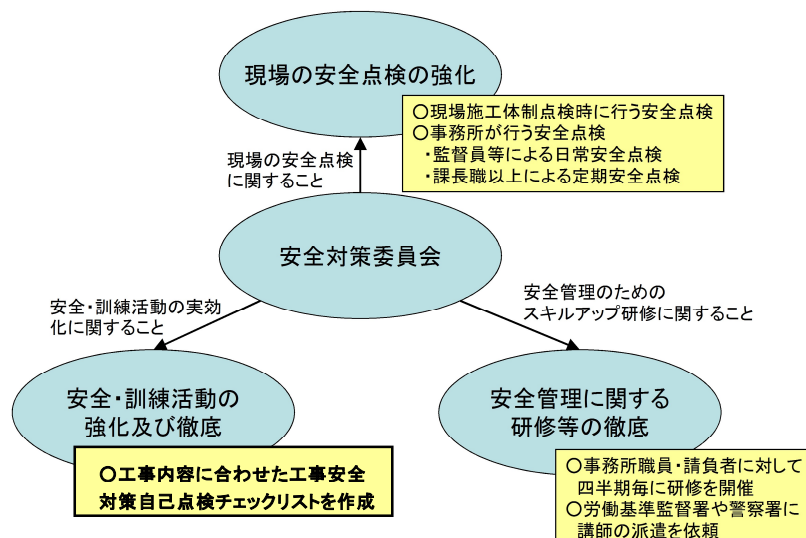 現場の安全点検の強化
〇現場施工体制点検時に行う安全点検
〇事務所が行う安全点検
・監督員等による日常安全点検
・課長職以上による定期安全点検
現場の安全点検
に関すること
安全対策委員会
安全・訓練活動の実効
化に関すること
安全管理のための
スキルアップ研修に関すること
安全・訓練活動の
強化及び徹底
〇工事内容に合わせた工事安全
対策自己点検チェックリストを作成
安全管理に関する
研修等の徹底
〇事務所職員・請負者に対して
四半期毎に研修を開催
〇労働基準監督署や警察署に
講師の派遣を依頼